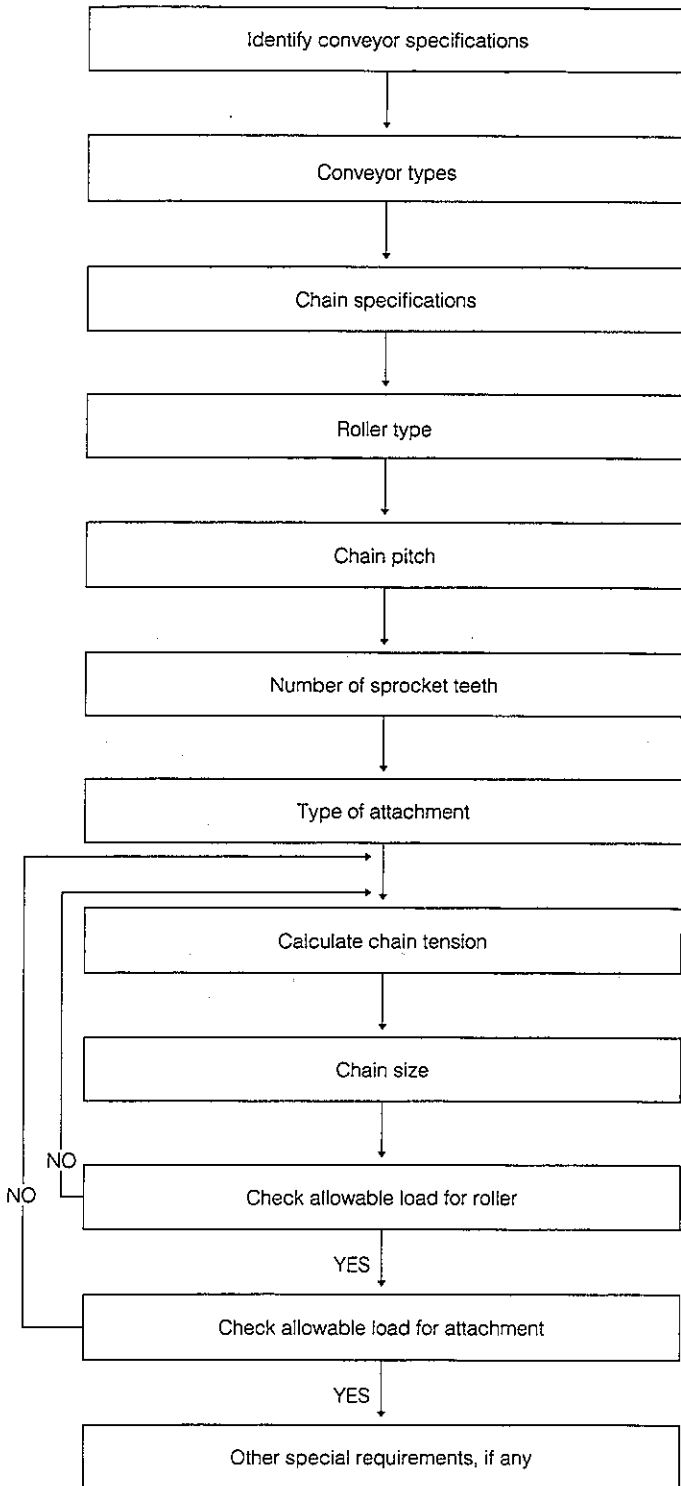 Identify conveyor specifications
Conveyor types
Chain specifications
Roller type
Chain pitch
Number of sprocket teeth
Type of attachment
Calculate chain tension
Chain size
NO
Check allowable load for roller
NO
YES
Check allowable load for attachment
YES
Other special requirements, if any